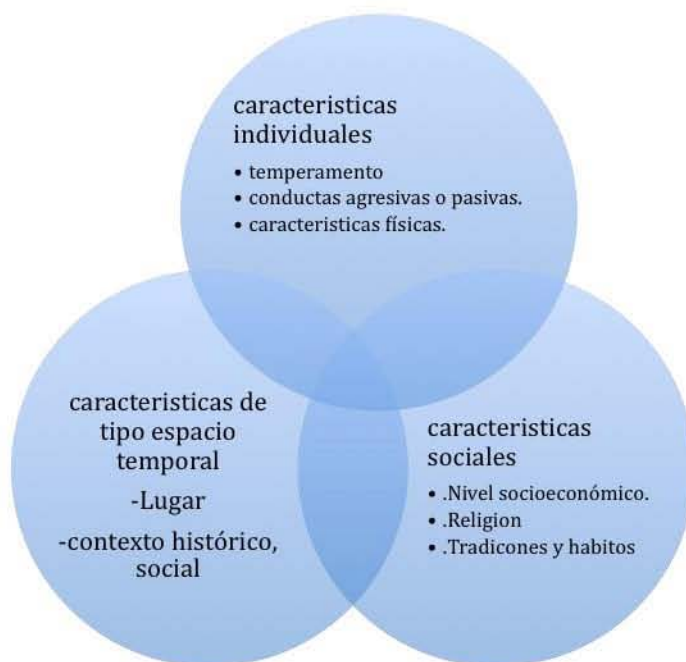 caracteristicas
individuales
• temperamento
• conductas agresivas o pasivas.
• caracteristicas físicas.
caracteristicas de
tipo espacio
temporal
-Lugar
-contexto histórico,
social
caracteristicas
sociales
• .Nivel socioeconómico.
• .Religion
• .Tradicones y habitos